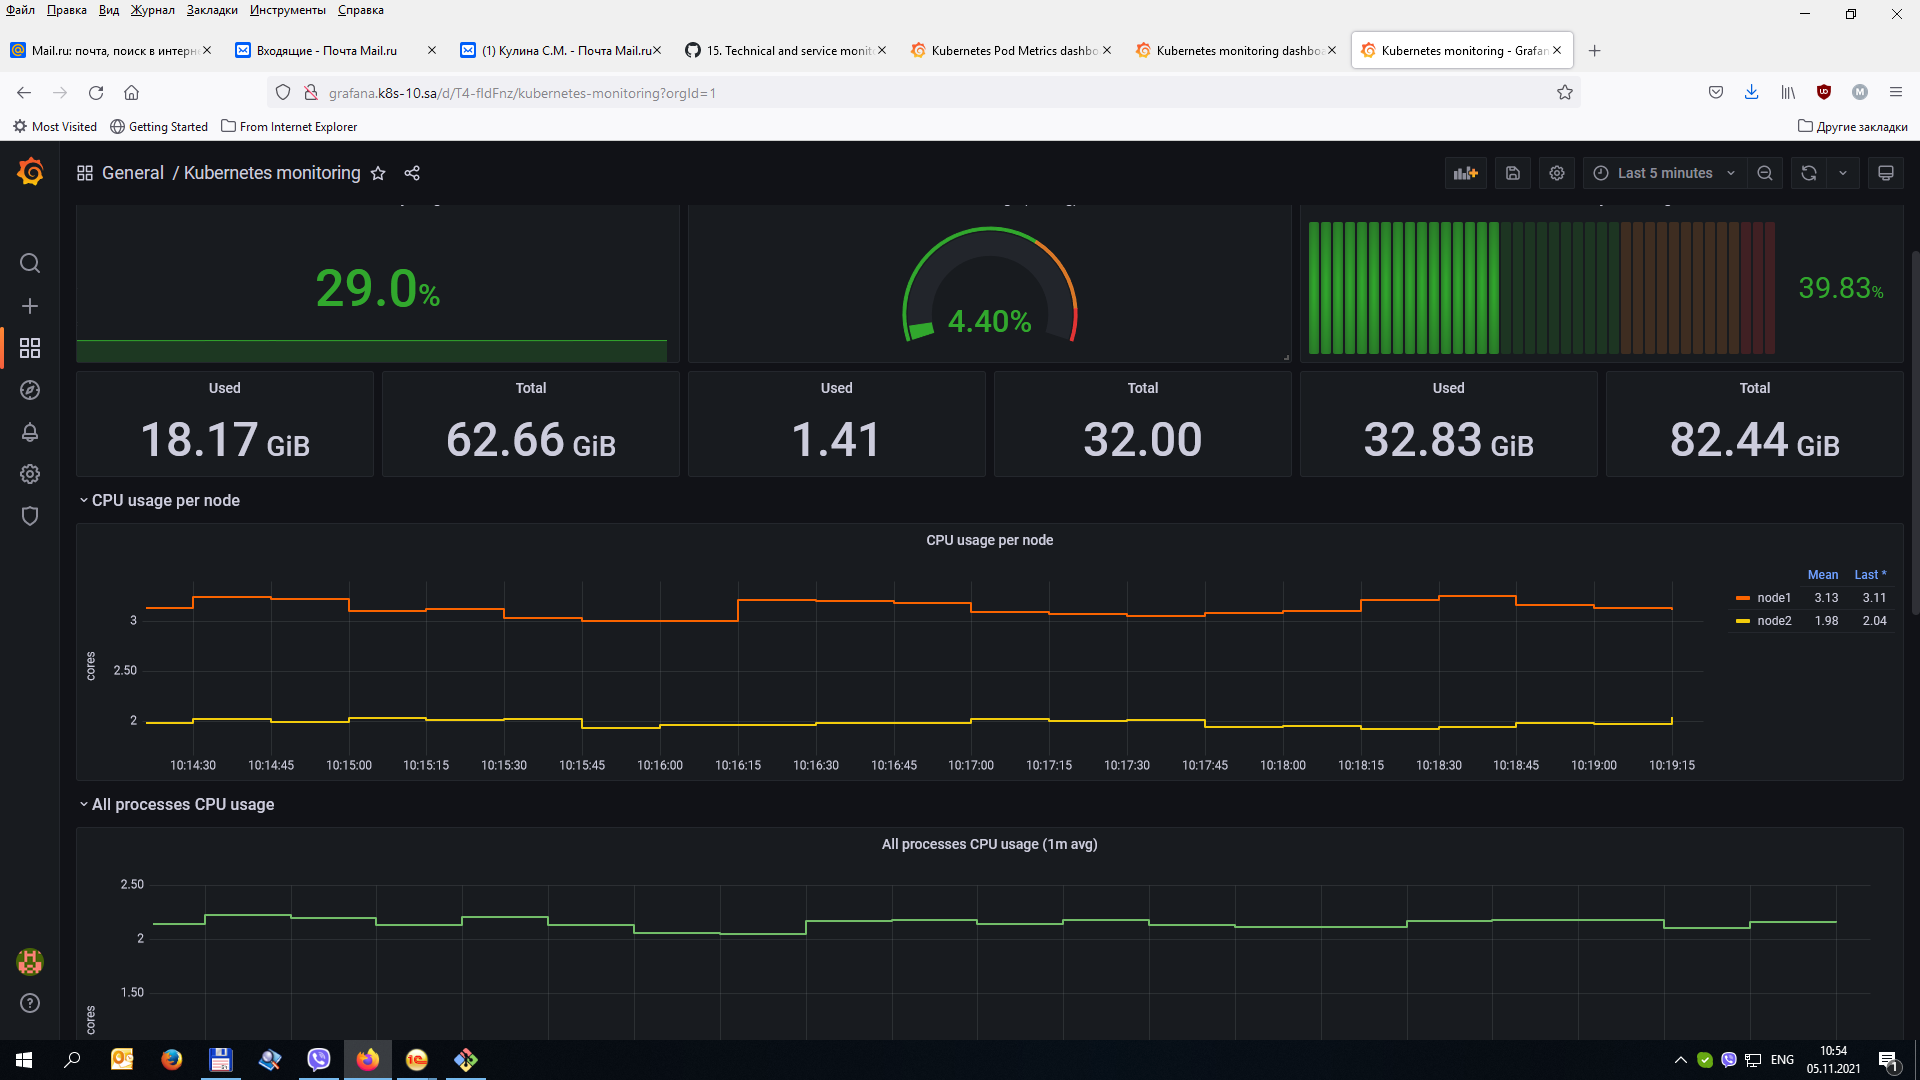 Файл Правка Вид Журнал Закладки Инструменты Справка
Mail.ru: почта, поиск в интерн
Входящие - Почта Mail.ru
(1) Кулина С.М. - Почта Mail.ru
15. Technical and service monito
Kubernetes Pod Metrics dashbo
Kubernetes monitoring dashboa
Kubernetes monitoring - Grafan
grafana.k8s-10.sa/d/T4-fIdFnz/kubernetes-monitoring?orgId=1
M
Most Visited Getting Started From Internet Explorer Другие закладки
General / Kubernetes monitoring
Last 5 minutes
29.0%
4.40%
39.83%
Used Total Used Total Used Total
18.17 GiB 62.66 GiB 1.41 32.00 32.83 GiB 82.44 GiB
CPU usage per node
CPU usage per node
Mean Last *
node1 3.13 3.11
node2 1.98 2.04
3
2.50
2
cores
10:14:30 10:14:45 10:15:00 10:15:15 10:15:30 10:15:45 10:16:00 10:16:15 10:16:30 10:16:45 10:17:00 10:17:15 10:17:30 10:17:45 10:18:00 10:18:15 10:18:30 10:18:45 10:19:00 10:19:15
All processes CPU usage
All processes CPU usage (1m avg)
2.50
2
1.50
cores
ENG
10:54
05.11.2021
1